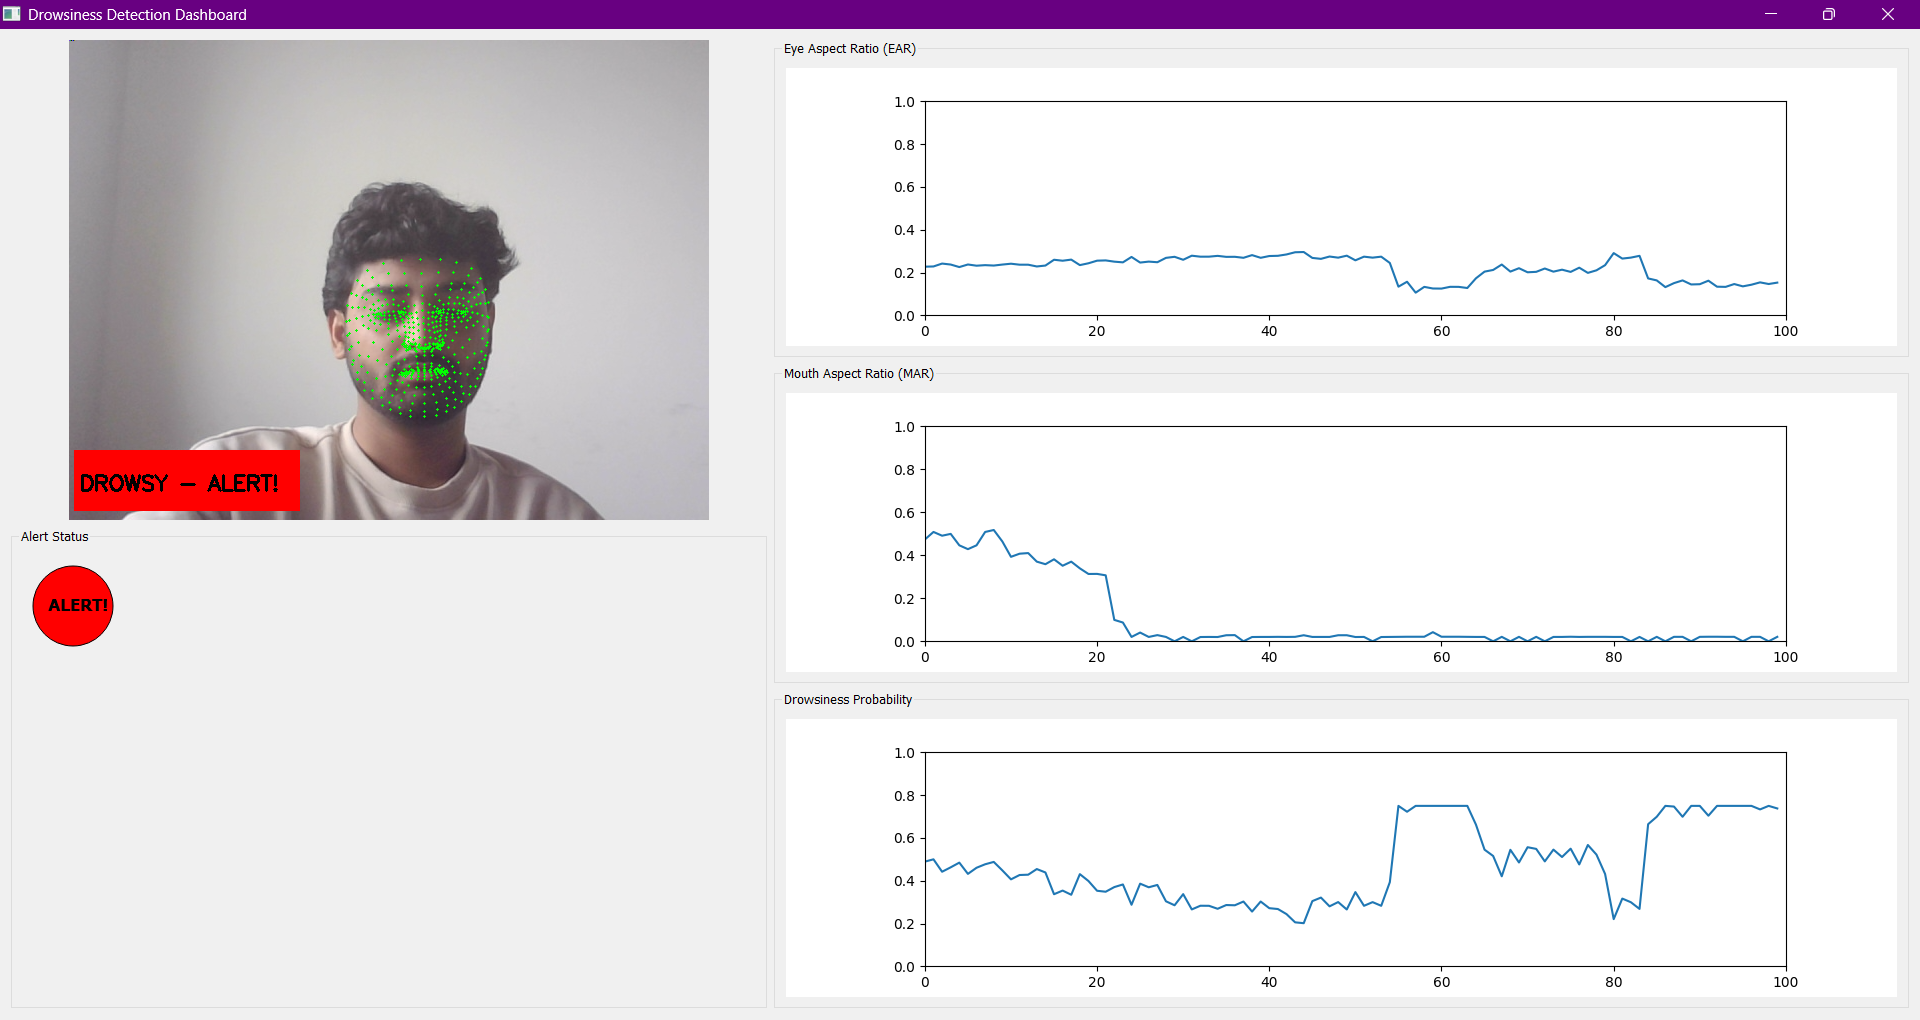 Drowsiness Detection Dashboard
DROWSY - ALERT!
Alert Status
ALERT!
Eye Aspect Ratio (EAR)
1.0
0.8
0.6
0.4
0.2
0.0
0 20 40 60 80 100
Mouth Aspect Ratio (MAR)
1.0
0.8
0.6
0.4
0.2
0.0
0 20 40 60 80 100
Drowsiness Probability
1.0
0.8
0.6
0.4
0.2
0.0
0 20 40 60 80 100